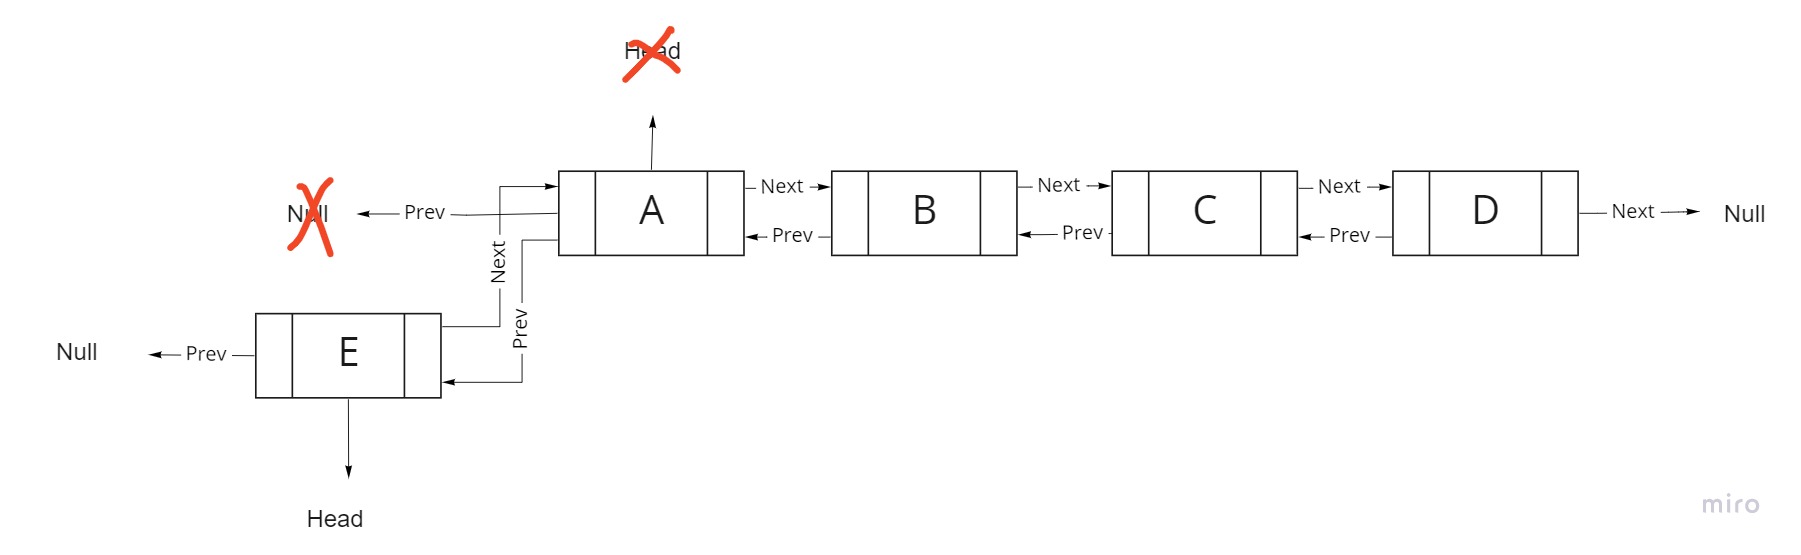 Head
Null
Prev
A
Next
Prev
B
Next
Prev
C
Next
Prev
D
Next
Null
Next
Prev
Null
Prev
E
Head
miro